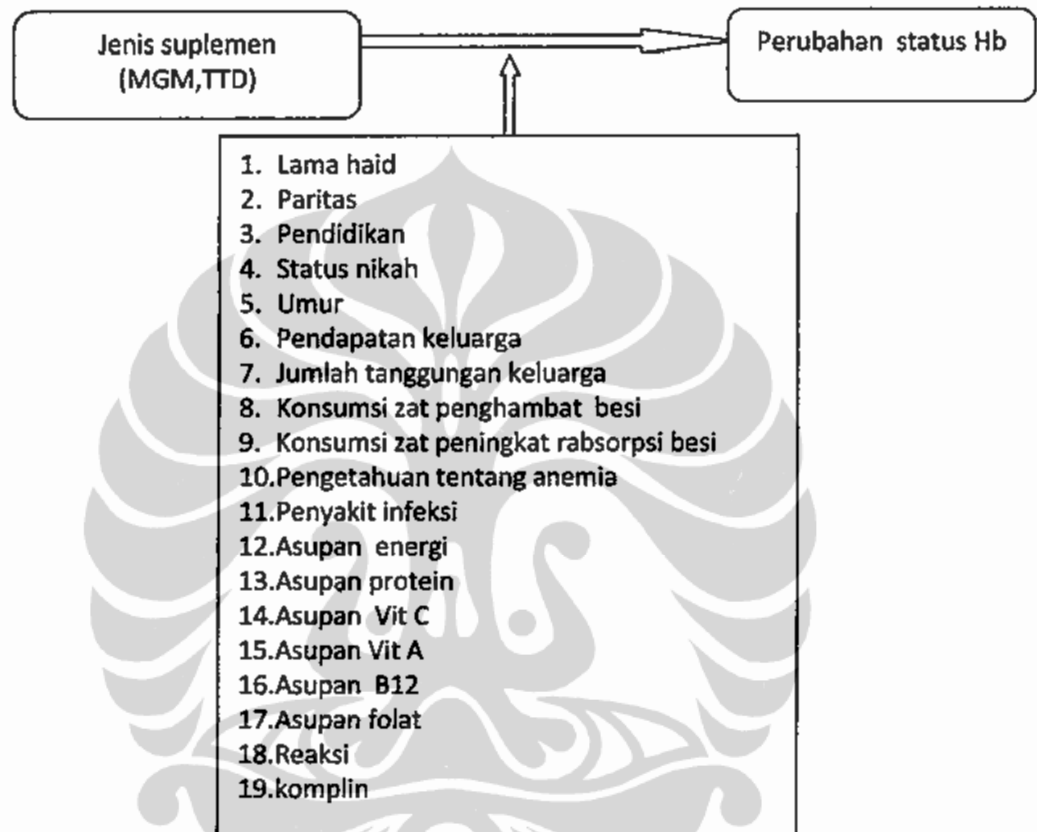 Jenis suplemen
(MGM,TTD)
Perubahan status Hb
1. Lama haid
2. Paritas
3. Pendidikan
4. Status nikah
5. Umur
6. Pendapatan keluarga
7. Jumlah tanggungan keluarga
8. Konsumsi zat penghambat besi
9. Konsumsi zat peningkat rabsorpsi besi
10.Pengetahuan tentang anemia
11.Penyakit infeksi
12.Asupan energi
13.Asupan protein
14.Asupan Vit C
15.Asupan Vit A
16.Asupan B12
17.Asupan folat
18.Reaksi
19.komplin